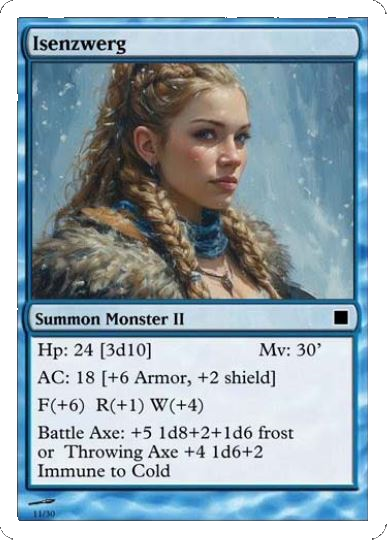 Isenzwerg
Summon Monster II
Hp: 24 [3d10] Mv: 30’
AC: 18 [+6 Armor, +2 shield]
F(+6) R(+1) W(+4)
Battle Axe: +5 1d8+2+1d6 frost
or Throwing Axe +4 1d6+2
Immune to Cold
11/30